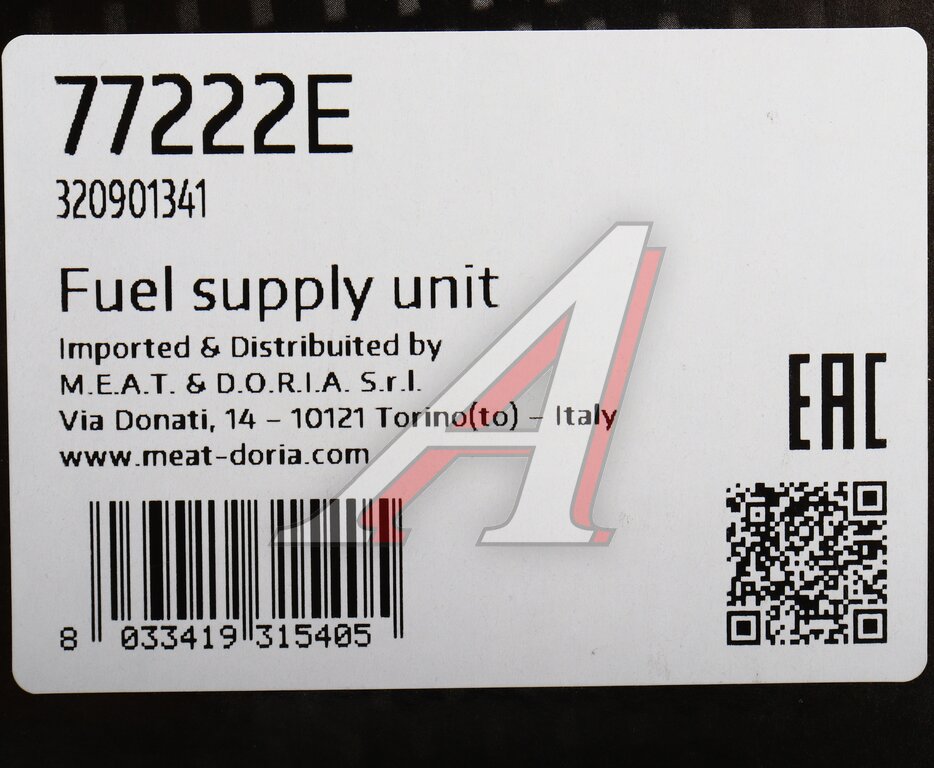 77222E
320901341
Fuel supply unit
Imported & Distribuited by
M.E.A.T. & D.O.R.I.A. S.r.l.
Via Donati, 14 – 10121 Torino(to) – Italy
www.meat-doria.com
EAC
8 033419 315405
A